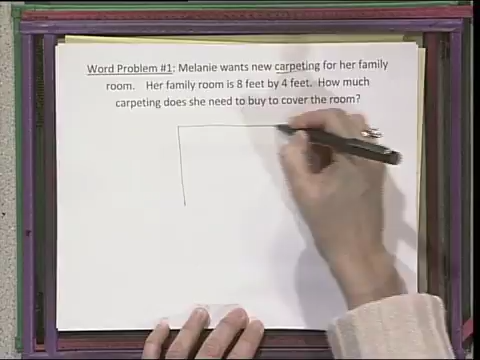 Word Problem #1: Melanie wants new carpeting for her family
room. Her family room is 8 feet by 4 feet. How much
carpeting does she need to buy to cover the room?